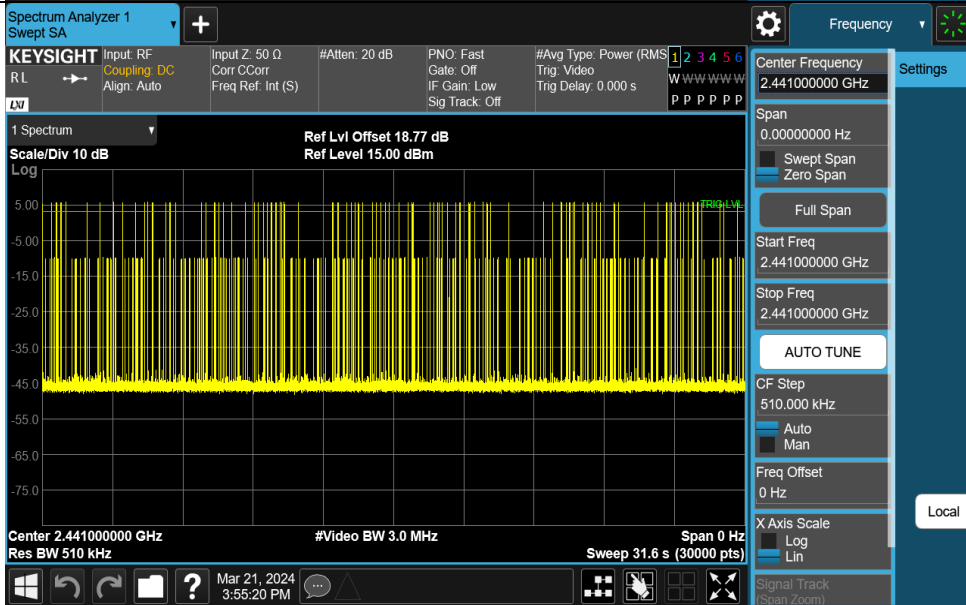 Spectrum Analyzer 1
Swept SA
+
Frequency
KEYSIGHT
RL
LXI
Input: RF
Coupling: DC
Align: Auto
Input Z: 50 Ω
Corr CCorr
Freq Ref: Int (S)
#Atten: 20 dB
PNO: Fast
Gate: Off
IF Gain: Low
Sig Track: Off
#Avg Type: Power (RMS
Trig: Video
Trig Delay: 0.000 s
1 2 3 4 5 6
W W W W W W
P P P P P P
1 Spectrum
Scale/Div 10 dB
Log
Ref Lvl Offset 18.77 dB
Ref Level 15.00 dBm
TRIG LVL
5.00
-5.00
-15.0
-25.0
-35.0
-45.0
-55.0
-65.0
-75.0
Center 2.441000000 GHz
Res BW 510 kHz
#Video BW 3.0 MHz
Span 0 Hz
Sweep 31.6 s (30000 pts)
?
Mar 21, 2024
3:55:20 PM
Center Frequency
2.441000000 GHz
Span
0.00000000 Hz
Swept Span
Zero Span
Full Span
Start Freq
2.441000000 GHz
Stop Freq
2.441000000 GHz
AUTO TUNE
CF Step
510.000 kHz
Auto
Man
Freq Offset
0 Hz
X Axis Scale
Log
Lin
Signal Track
(Span Zoom)
Settings
Local